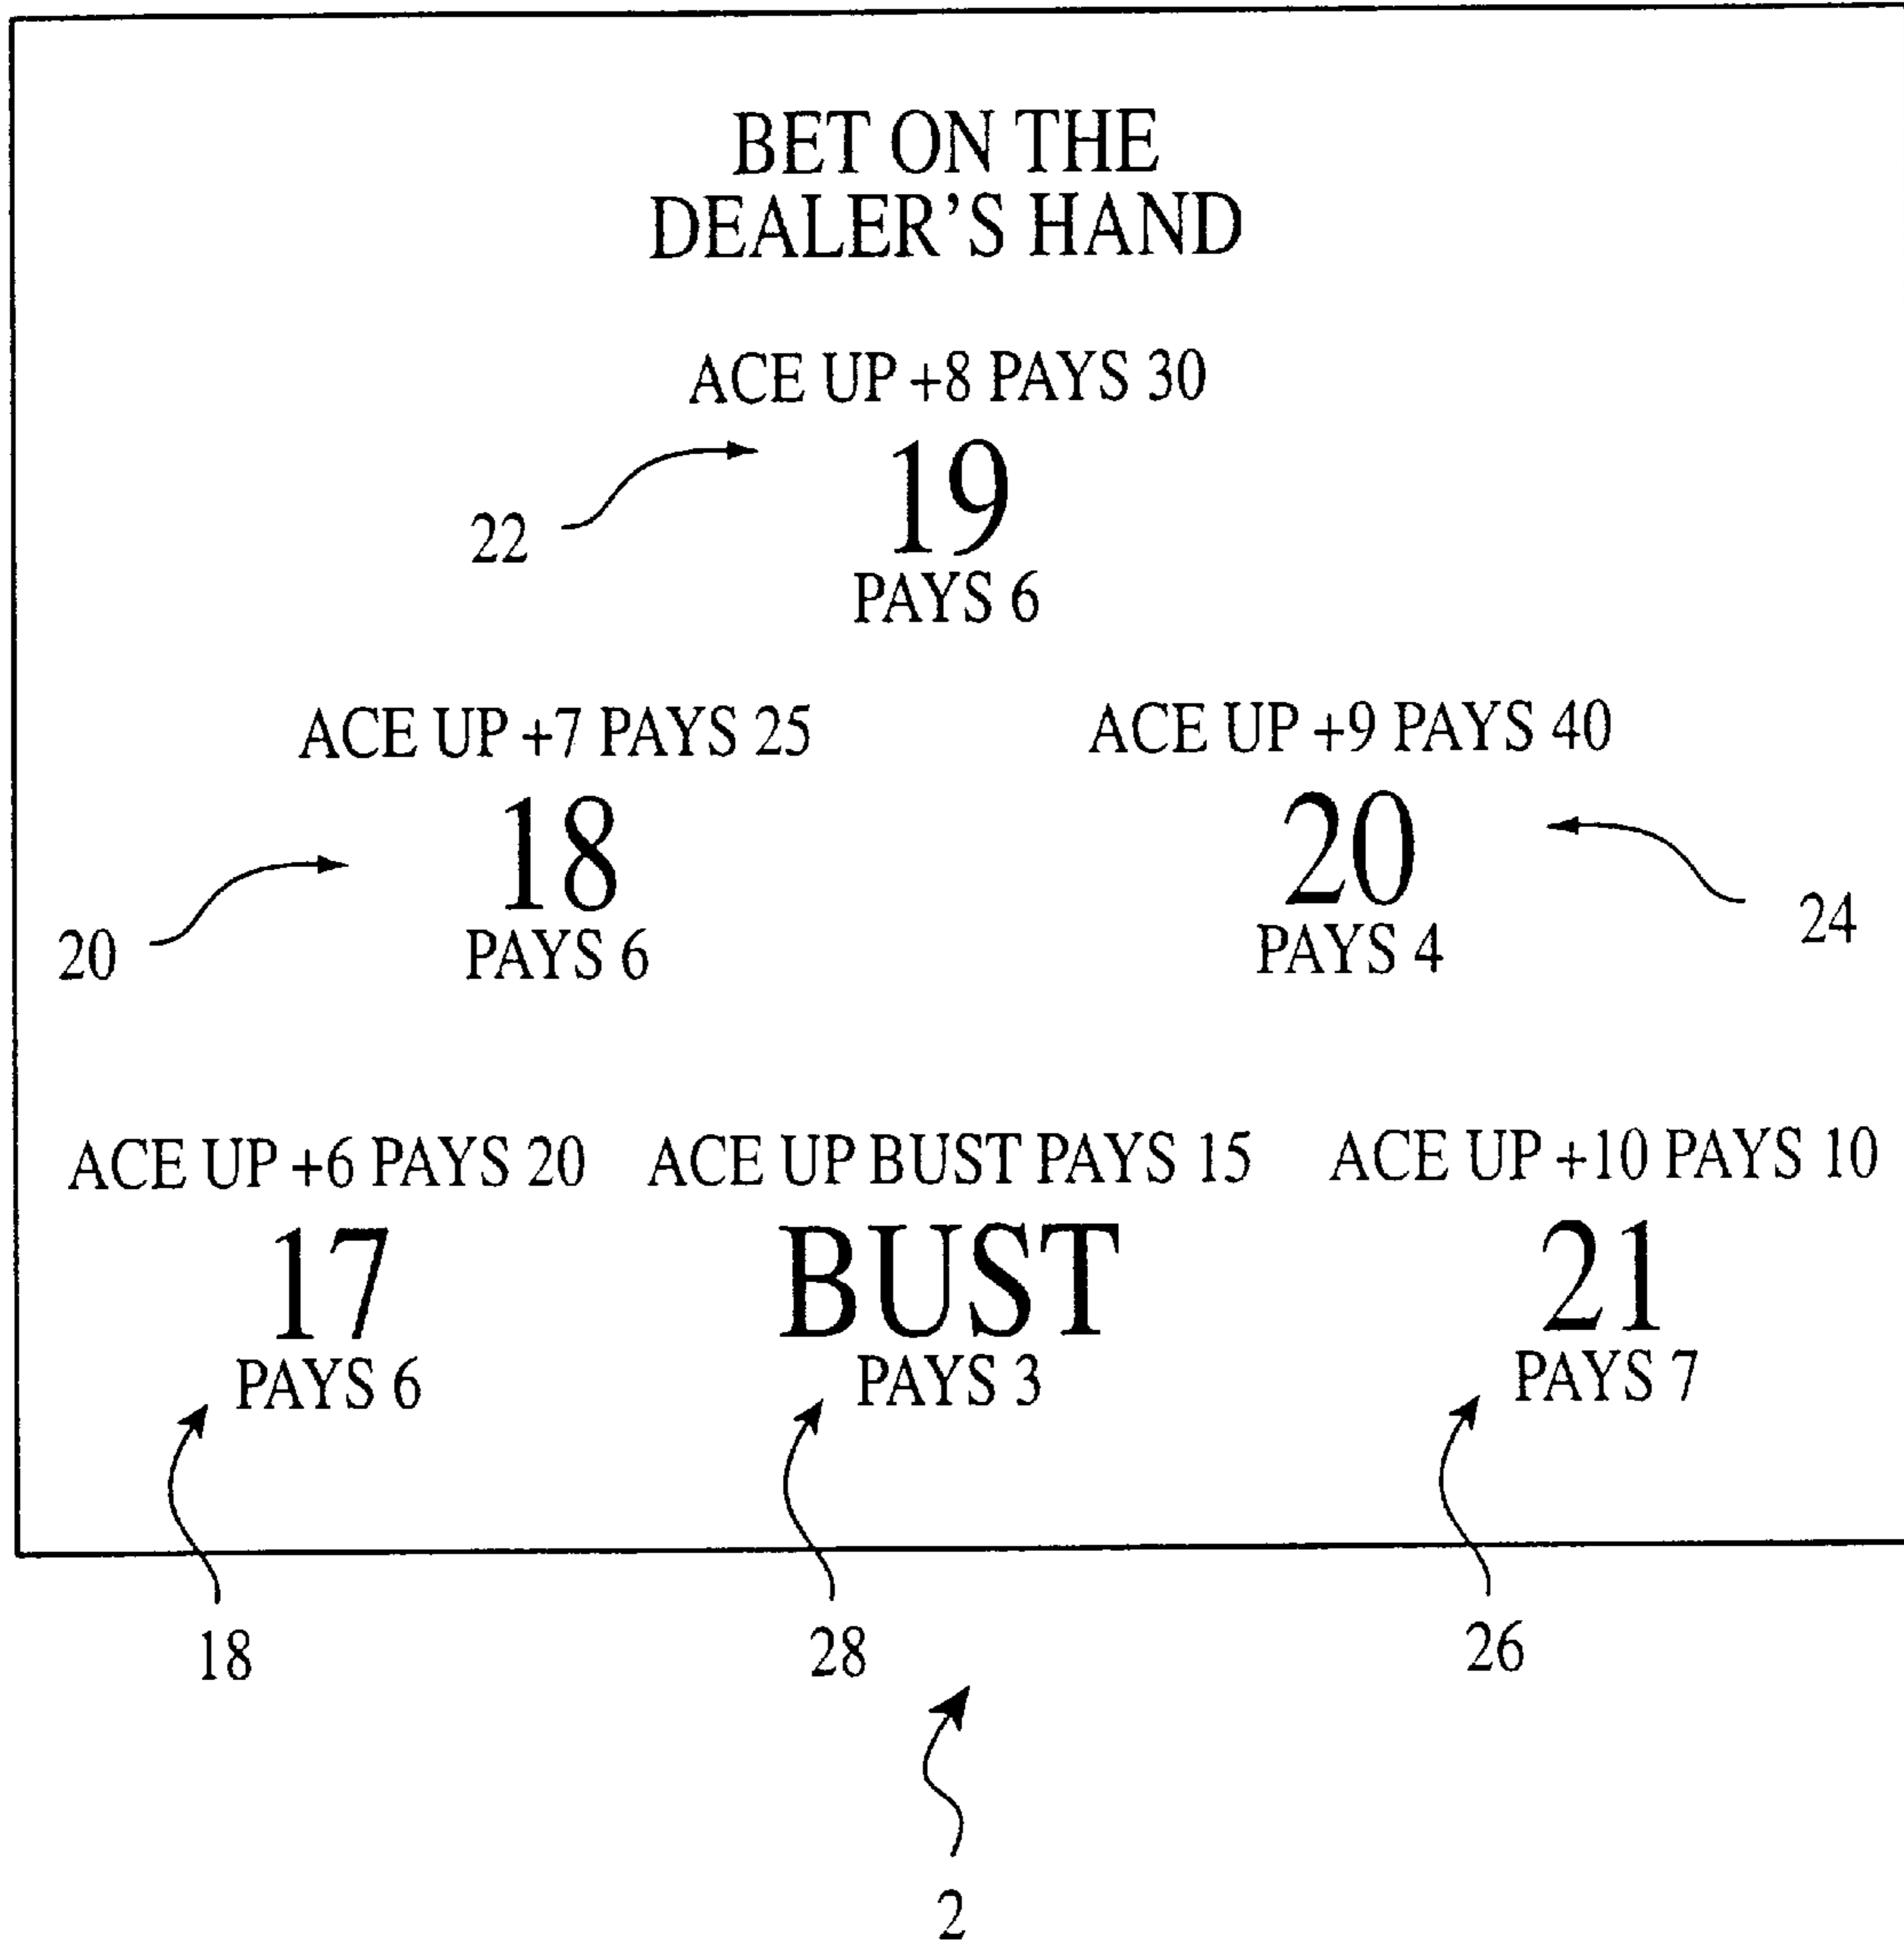 BET ON THE
DEALER'S HAND
ACE UP +8 PAYS 30
19
22
PAYS 6
ACE UP +7 PAYS 25
18
20
PAYS 6
ACE UP +9 PAYS 40
20
24
PAYS 4
ACE UP +6 PAYS 20
17
PAYS 6
ACE UP BUST PAYS 15
BUST
PAYS 3
ACE UP +10 PAYS 10
21
PAYS 7
18
28
26
2